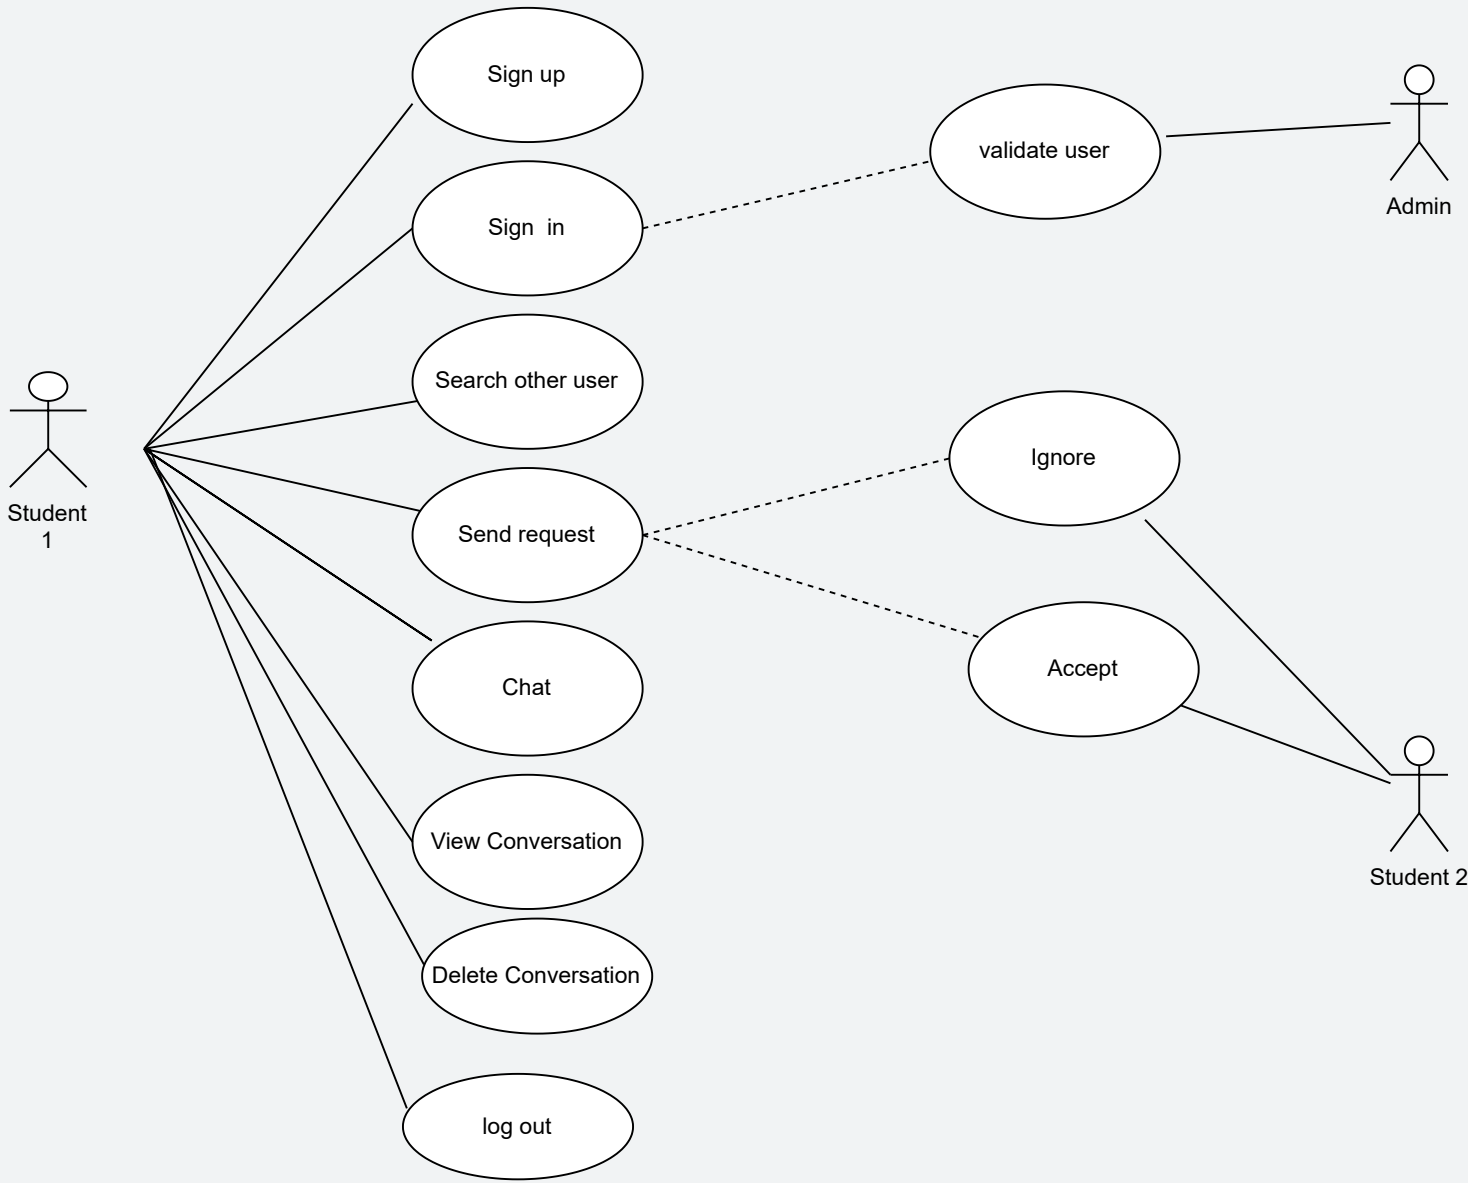 Sign up
validate user
Admin
Sign  in
Search other user
Student
1
Ignore
Send request
Accept
Chat
View Conversation
Student 2
Delete Conversation
log out